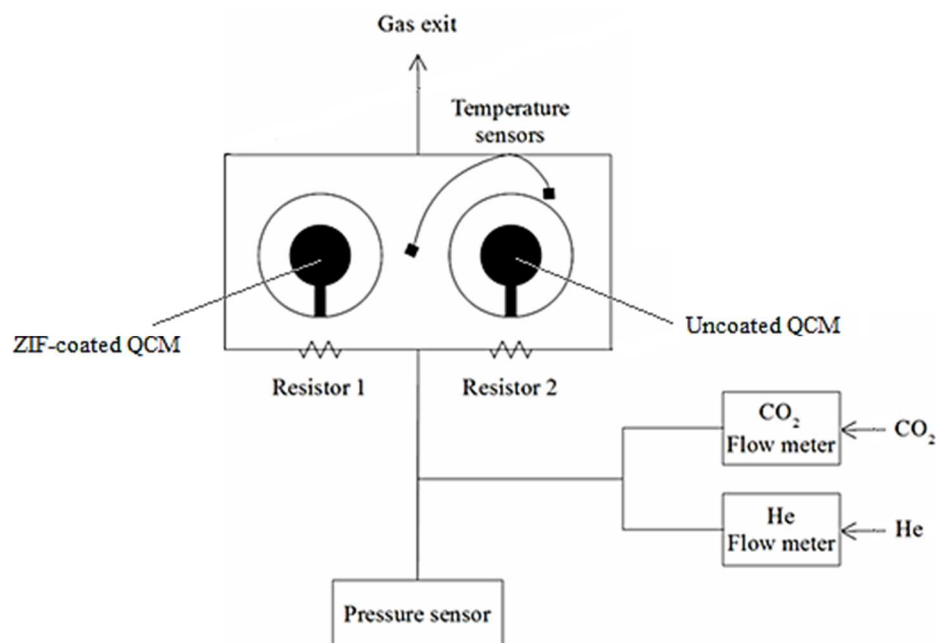 Gas exit
Temperature
sensors
ZIF-coated QCM
Uncoated QCM
Resistor 1
Resistor 2
CO₂
Flow meter
CO₂
He
Flow meter
He
Pressure sensor